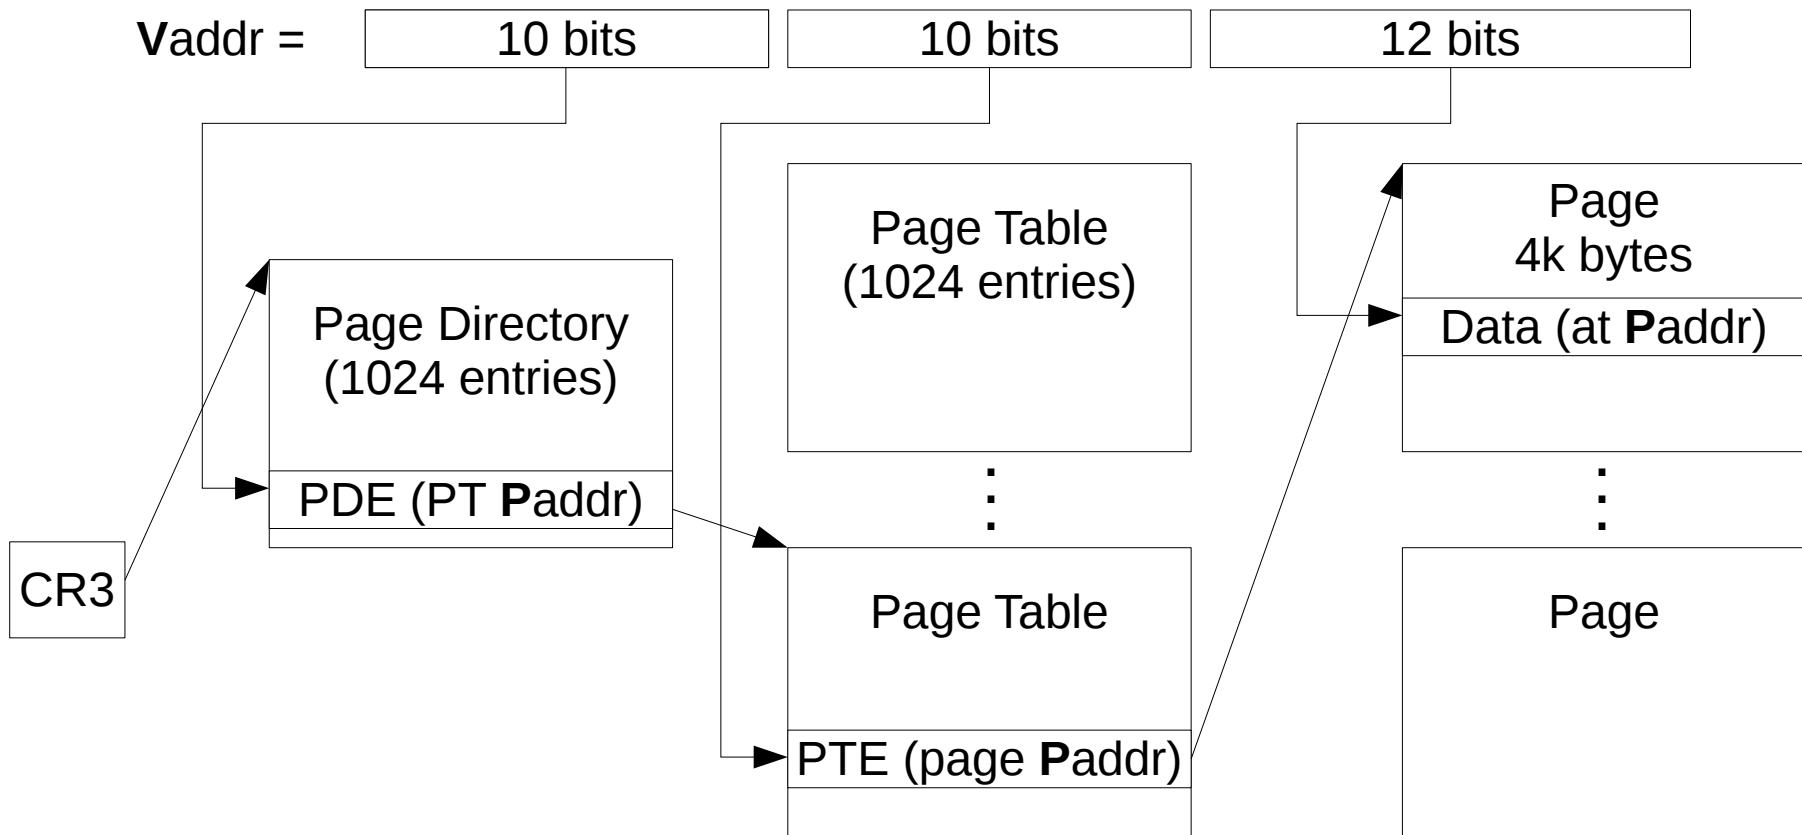 Vaddr =
10 bits
10 bits
12 bits
Page Directory
(1024 entries)
PDE (PT Paddr)
CR3
Page Table
(1024 entries)
Page Table
PTE (page Paddr)
Page
4k bytes
Data (at Paddr)
Page